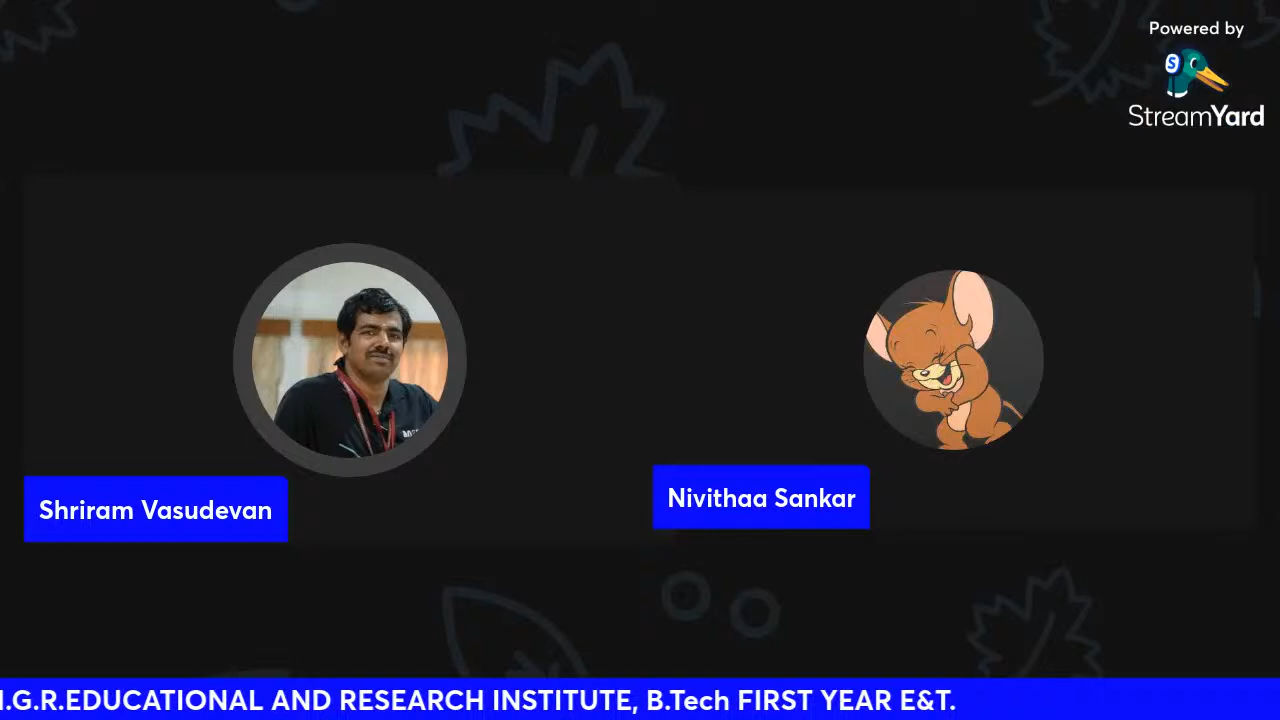 Powered by
StreamYard
Shriram Vasudevan
Nivithaa Sankar
.G.R.EDUCATIONAL AND RESEARCH INSTITUTE, B.Tech FIRST YEAR E&T.